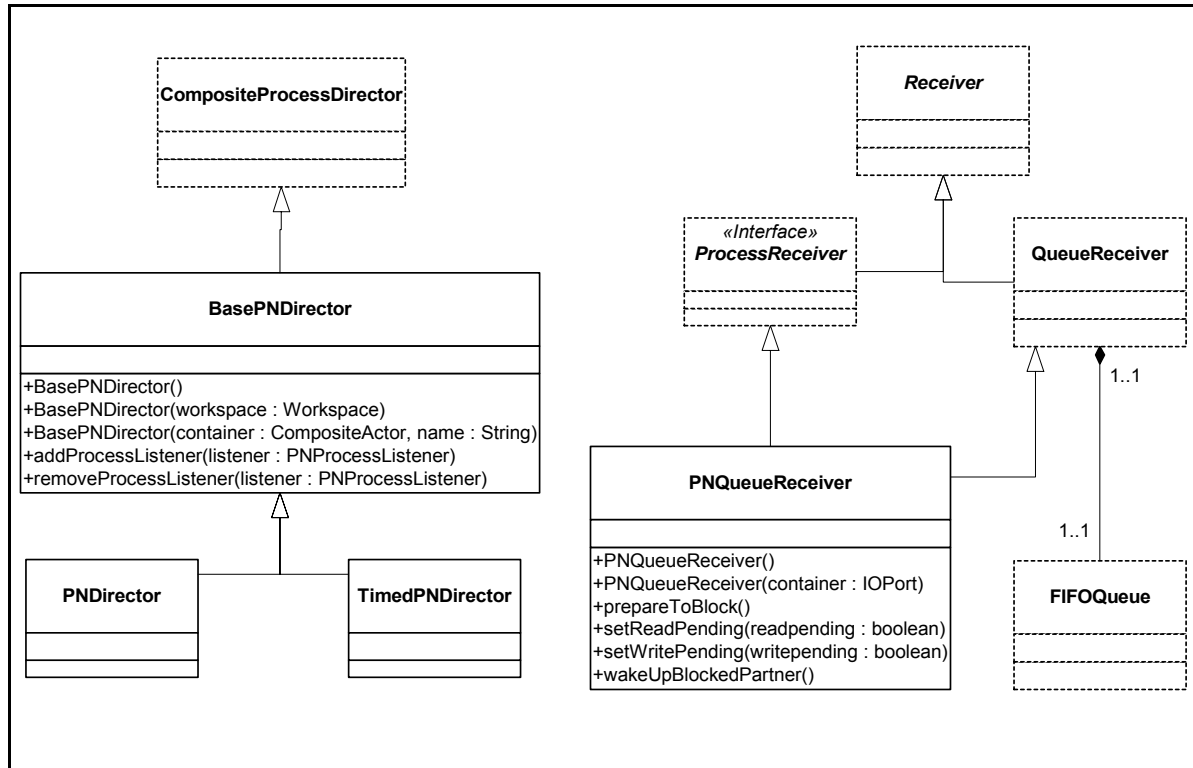 CompositeProcessDirector
BasePNDirector
+BasePNDirector()
+BasePNDirector(workspace : Workspace)
+BasePNDirector(container : CompositeActor, name : String)
+addProcessListener(listener : PNProcessListener)
+removeProcessListener(listener : PNProcessListener)
PNDirector
TimedPNDirector
Receiver
«Interface»
ProcessReceiver
QueueReceiver
1..1
PNQueueReceiver
+PNQueueReceiver()
+PNQueueReceiver(container : IOPort)
+prepareToBlock()
+setReadPending(readpending : boolean)
+setWritePending(writepending : boolean)
+wakeUpBlockedPartner()
1..1
FIFOQueue